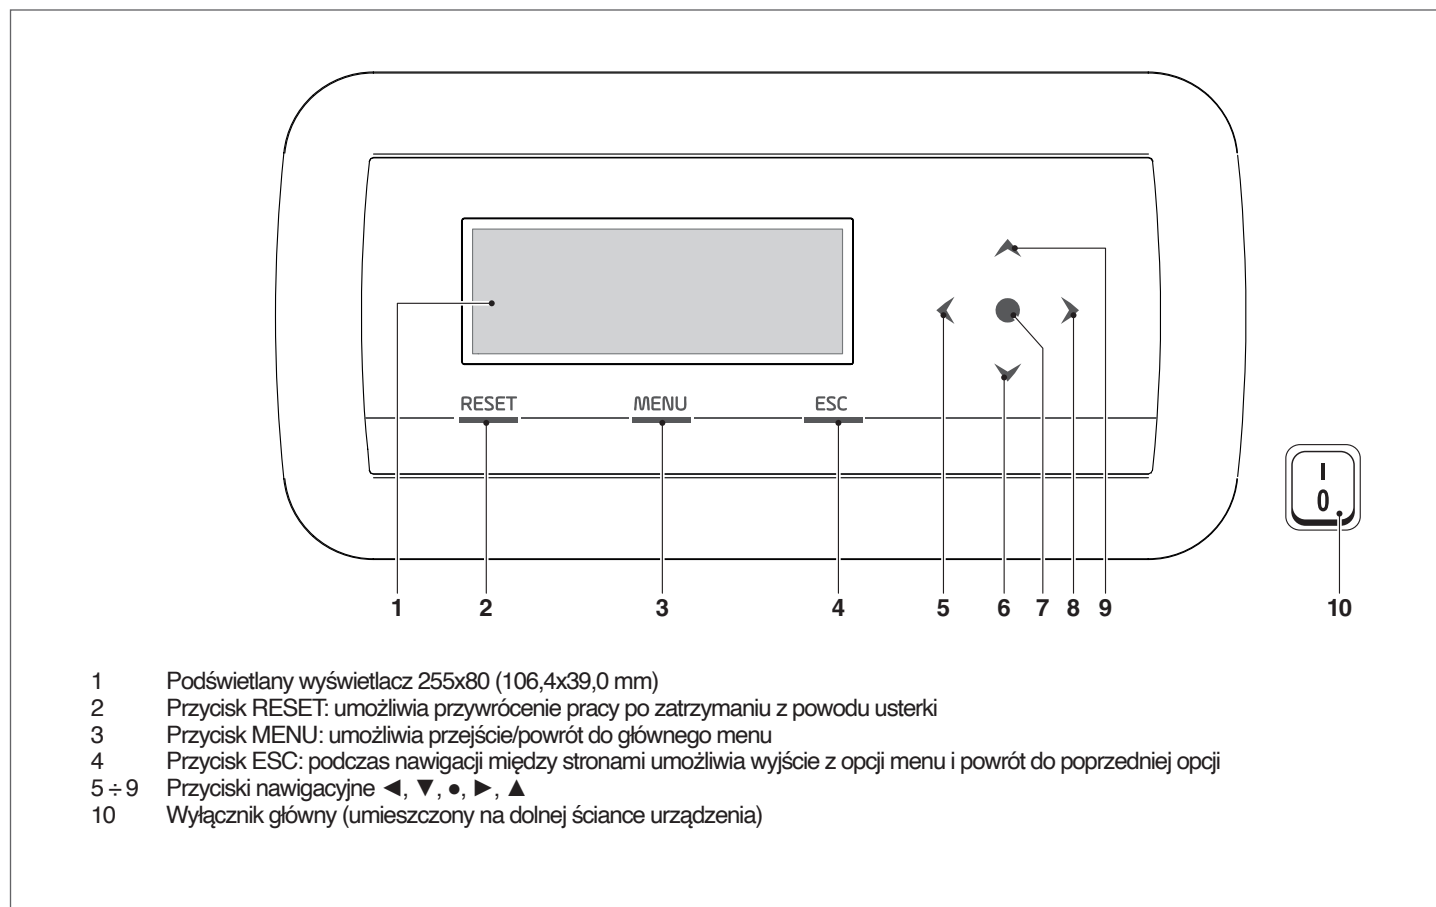 RESET MENU ESC
I
0
1 2 3 4 5 6 7 8 9 10
1 Podświetlany wyświetlacz 255x80 (106,4x39,0 mm)
2 Przycisk RESET: umożliwia przywrócenie pracy po zatrzymaniu z powodu usterki
3 Przycisk MENU: umożliwia przejście/powrót do głównego menu
4 Przycisk ESC: podczas nawigacji między stronami umożliwia wyjście z opcji menu i powrót do poprzedniej opcji
5 ÷ 9 Przyciski nawigacyjne ◄, ▼, ●, ►, ▲
10 Wyłącznik główny (umieszczony na dolnej ściance urządzenia)